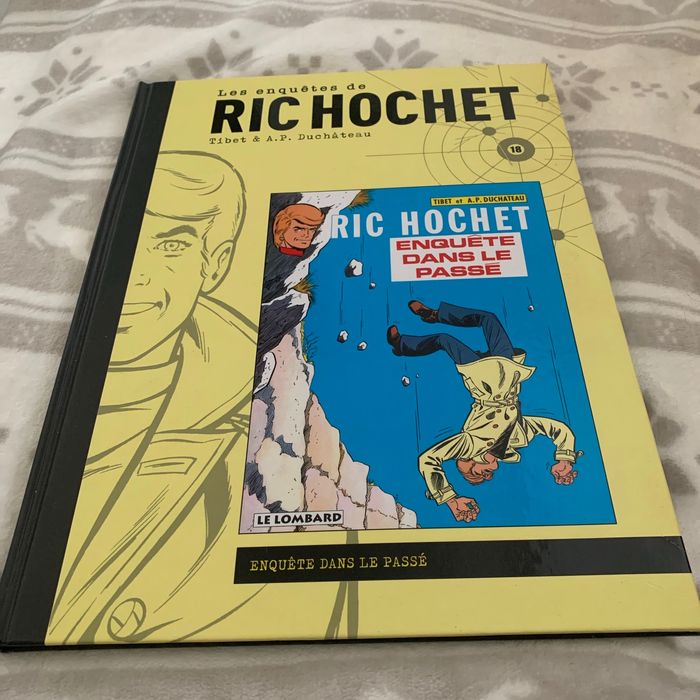 Les enquêtes de
RIC HOCHET
Tibet & A.P. Duchâteau
18
TIBET et A.P. DUCHATEAU
RIC HOCHET
ENQUÊTE
DANS LE
PASSÉ
LE LOMBARD
ENQUÊTE DANS LE PASSÉ